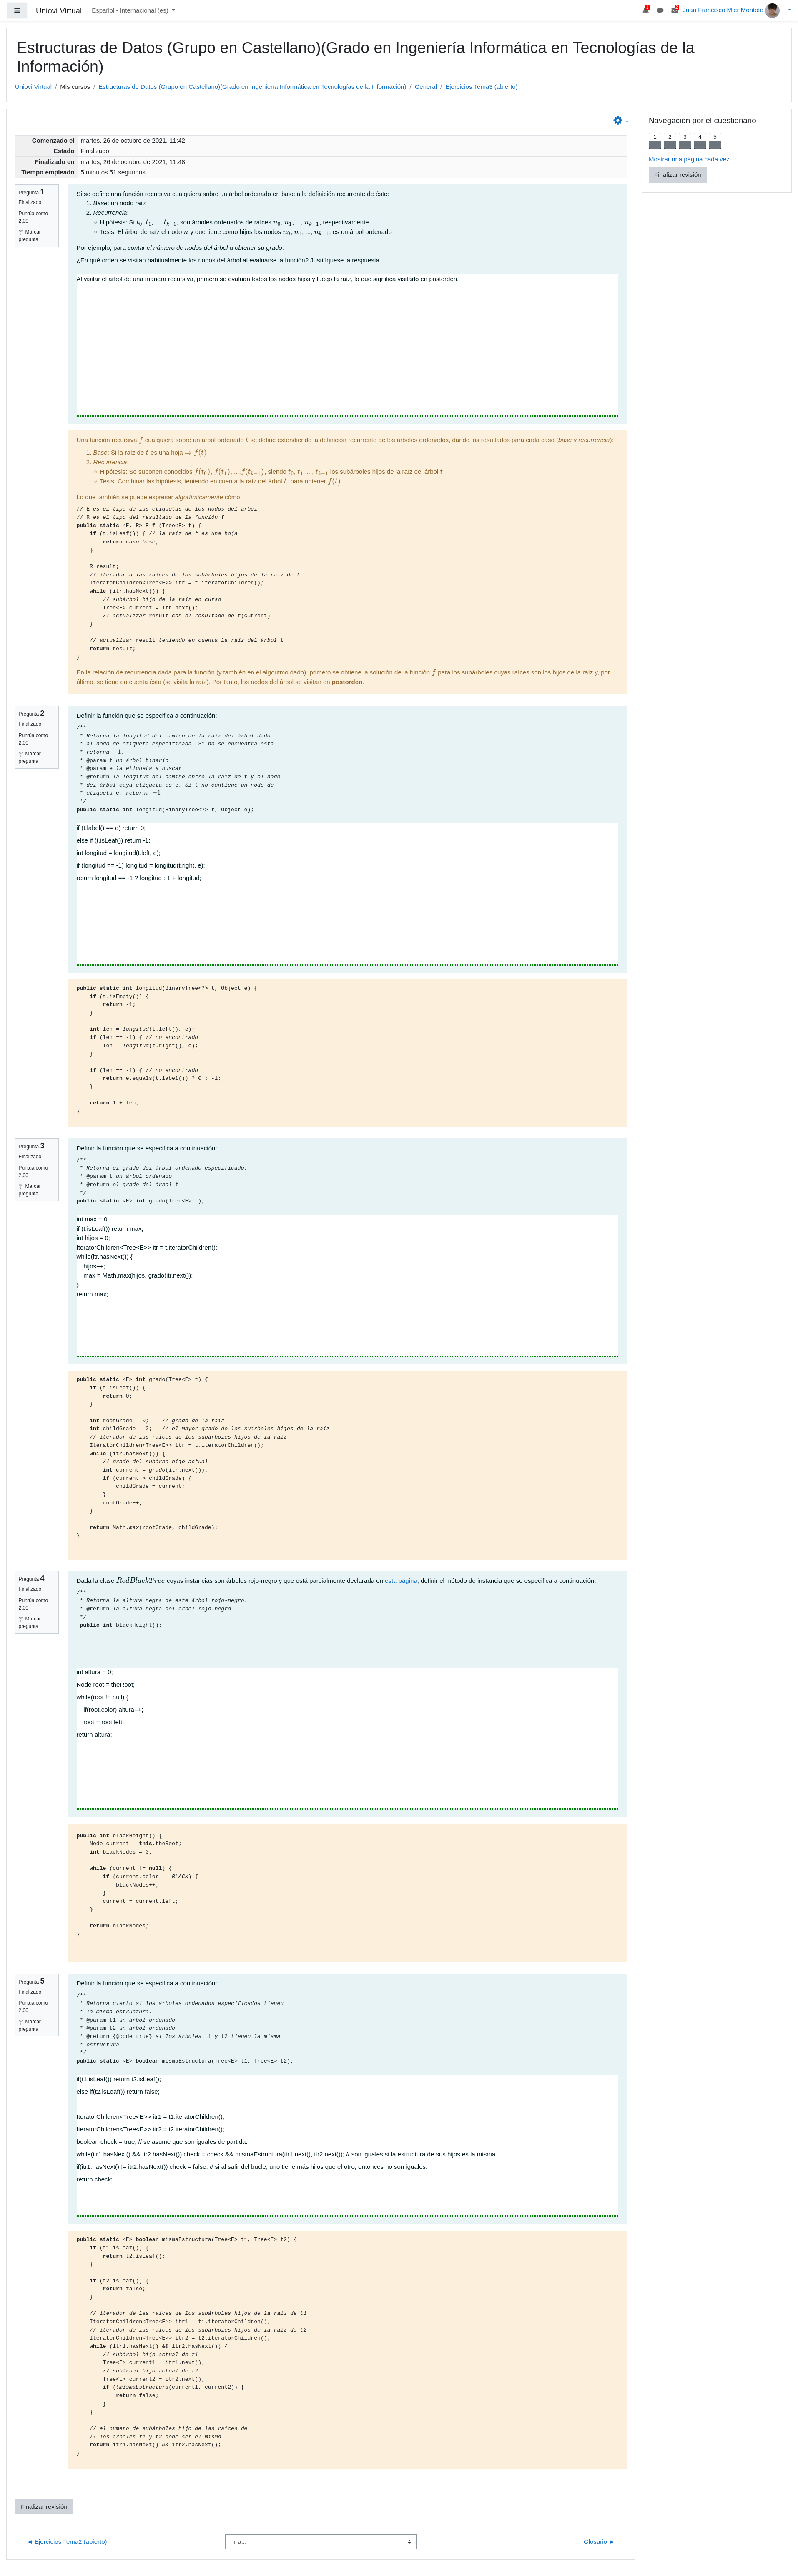 Uniovi Virtual Español - Internacional (es) Juan Francisco Mier Montoto
Estructuras de Datos (Grupo en Castellano)(Grado en Ingeniería Informática en Tecnologías de la
Información)
Uniovi Virtual / Mis cursos / Estructuras de Datos (Grupo en Castellano)(Grado en Ingeniería Informática en Tecnologías de la Información) / General / Ejercicios Tema3 (abierto)
Comenzado el martes, 26 de octubre de 2021, 11:42
Estado Finalizado
Finalizado en martes, 26 de octubre de 2021, 11:48
Tiempo empleado 5 minutos 51 segundos
Navegación por el cuestionario
1 2 3 4 5
Mostrar una página cada vez
Finalizar revisión
Pregunta 1
Finalizado
Puntúa como
2,00
Marcar
pregunta
Si se define una función recursiva cualquiera sobre un árbol ordenado en base a la definición recurrente de éste:
1. Base: un nodo raíz
2. Recurrencia:
Hipótesis: Si t0, t1, ..., tk−1, son árboles ordenados de raíces n0, n1, ..., nk−1, respectivamente.
Tesis: El árbol de raíz el nodo n y que tiene como hijos los nodos n0, n1, ..., nk−1, es un árbol ordenado
Por ejemplo, para contar el número de nodos del árbol u obtener su grado.
¿En qué orden se visitan habitualmente los nodos del árbol al evaluarse la función? Justifíquese la respuesta.
Al visitar el árbol de una manera recursiva, primero se evalúan todos los nodos hijos y luego la raíz, lo que significa visitarlo en postorden.
Una función recursiva f cualquiera sobre un árbol ordenado t se define extendiendo la definición recurrente de los árboles ordenados, dando los resultados para cada caso (base y recurrencia):
1. Base: Si la raíz de t es una hoja ⇒ f(t)
2. Recurrencia:
Hipótesis: Se suponen conocidos f(t0), f(t1), ...,f(tk−1), siendo t0, t1, ..., tk−1 los subárboles hijos de la raíz del árbol t
Tesis: Combinar las hipótesis, teniendo en cuenta la raíz del árbol t, para obtener f(t)
Lo que también se puede expresar algorítmicamente cómo:
// E es el tipo de las etiquetas de los nodos del árbol
// R es el tipo del resultado de la función f
public static <E, R> R f (Tree<E> t) {
if (t.isLeaf()) { // la raíz de t es una hoja
return caso base;
}
R result;
// iterador a las raíces de los subárboles hijos de la raíz de t
IteratorChildren<Tree<E>> itr = t.iteratorChildren();
while (itr.hasNext()) {
// subárbol hijo de la raíz en curso
Tree<E> current = itr.next();
// actualizar result con el resultado de f(current)
}
// actualizar result teniendo en cuenta la raíz del árbol t
return result;
}
En la relación de recurrencia dada para la función (y también en el algoritmo dado), primero se obtiene la solución de la función f para los subárboles cuyas raíces son los hijos de la raíz y, por
último, se tiene en cuenta ésta (se visita la raíz). Por tanto, los nodos del árbol se visitan en postorden.
Pregunta 2
Finalizado
Puntúa como
2,00
Marcar
pregunta
Definir la función que se especifica a continuación:
/**
* Retorna la longitud del camino de la raíz del árbol dado
* al nodo de etiqueta especificada. Si no se encuentra ésta
* retorna −1.
* @param t un árbol binario
* @param e la etiqueta a buscar
* @return la longitud del camino entre la raíz de t y el nodo
* del árbol cuya etiqueta es e. Si t no contiene un nodo de
* etiqueta e, retorna −1
*/
public static int longitud(BinaryTree<?> t, Object e);
if (t.label() == e) return 0;
else if (t.isLeaf()) return -1;
int longitud = longitud(t.left, e);
if (longitud == -1) longitud = longitud(t.right, e);
return longitud == -1 ? longitud : 1 + longitud;
public static int longitud(BinaryTree<?> t, Object e) {
if (t.isEmpty()) {
return -1;
}
int len = longitud(t.left(), e);
if (len == -1) { // no encontrado
len = longitud(t.right(), e);
}
if (len == -1) { // no encontrado
return e.equals(t.label()) ? 0 : -1;
}
return 1 + len;
}
Pregunta 3
Finalizado
Puntúa como
2,00
Marcar
pregunta
Definir la función que se especifica a continuación:
/**
* Retorna el grado del árbol ordenado especificado.
* @param t un árbol ordenado
* @return el grado del árbol t
*/
public static <E> int grado(Tree<E> t);
int max = 0;
if (t.isLeaf()) return max;
int hijos = 0;
IteratorChildren<Tree<E>> itr = t.iteratorChildren();
while(itr.hasNext()) {
hijos++;
max = Math.max(hijos, grado(itr.next());
}
return max;
public static <E> int grado(Tree<E> t) {
if (t.isLeaf()) {
return 0;
}
int rootGrade = 0; // grado de la raíz
int childGrade = 0; // el mayor grado de los suárboles hijos de la raíz
// iterador de las raíces de los subárboles hijos de la raíz
IteratorChildren<Tree<E>> itr = t.iteratorChildren();
while (itr.hasNext()) {
// grado del subárbo hijo actual
int current = grado(itr.next());
if (current > childGrade) {
childGrade = current;
}
rootGrade++;
}
return Math.max(rootGrade, childGrade);
}
Pregunta 4
Finalizado
Puntúa como
2,00
Marcar
pregunta
Dada la clase RedBlackTree cuyas instancias son árboles rojo-negro y que está parcialmente declarada en esta página, definir el método de instancia que se especifica a continuación:
/**
* Retorna la altura negra de este árbol rojo-negro.
* @return la altura negra del árbol rojo-negro
*/
public int blackHeight();
int altura = 0;
Node root = theRoot;
while(root != null) {
if(root.color) altura++;
root = root.left;
return altura;
public int blackHeight() {
Node current = this.theRoot;
int blackNodes = 0;
while (current != null) {
if (current.color == BLACK) {
blackNodes++;
}
current = current.left;
}
return blackNodes;
}
Pregunta 5
Finalizado
Puntúa como
2,00
Marcar
pregunta
Definir la función que se especifica a continuación:
/**
* Retorna cierto si los árboles ordenados especificados tienen
* la misma estructura.
* @param t1 un árbol ordenado
* @param t2 un árbol ordenado
* @return {@code true} si los árboles t1 y t2 tienen la misma
* estructura
*/
public static <E> boolean mismaEstructura(Tree<E> t1, Tree<E> t2);
if(t1.isLeaf()) return t2.isLeaf();
else if(t2.isLeaf()) return false;
IteratorChildren<Tree<E>> itr1 = t1.iteratorChildren();
IteratorChildren<Tree<E>> itr2 = t2.iteratorChildren();
boolean check = true; // se asume que son iguales de partida.
while(itr1.hasNext() && itr2.hasNext()) check = check && mismaEstructura(itr1.next(), itr2.next()); // son iguales si la estructura de sus hijos es la misma.
if(itr1.hasNext() != itr2.hasNext()) check = false; // si al salir del bucle, uno tiene más hijos que el otro, entonces no son iguales.
return check;
public static <E> boolean mismaEstructura(Tree<E> t1, Tree<E> t2) {
if (t1.isLeaf()) {
return t2.isLeaf();
}
if (t2.isLeaf()) {
return false;
}
// iterador de las raíces de los subárboles hijos de la raíz de t1
IteratorChildren<Tree<E>> itr1 = t1.iteratorChildren();
// iterador de las raíces de los subárboles hijos de la raíz de t2
IteratorChildren<Tree<E>> itr2 = t2.iteratorChildren();
while (itr1.hasNext() && itr2.hasNext()) {
// subárbol hijo actual de t1
Tree<E> current1 = itr1.next();
// subárbol hijo actual de t2
Tree<E> current2 = itr2.next();
if (!mismaEstructura(current1, current2)) {
return false;
}
}
// el número de subárboles hijo de las raíces de
// los árboles t1 y t2 debe ser el mismo
return itr1.hasNext() && itr2.hasNext();
}
Finalizar revisión
◄ Ejercicios Tema2 (abierto) Ir a... Glosario ►